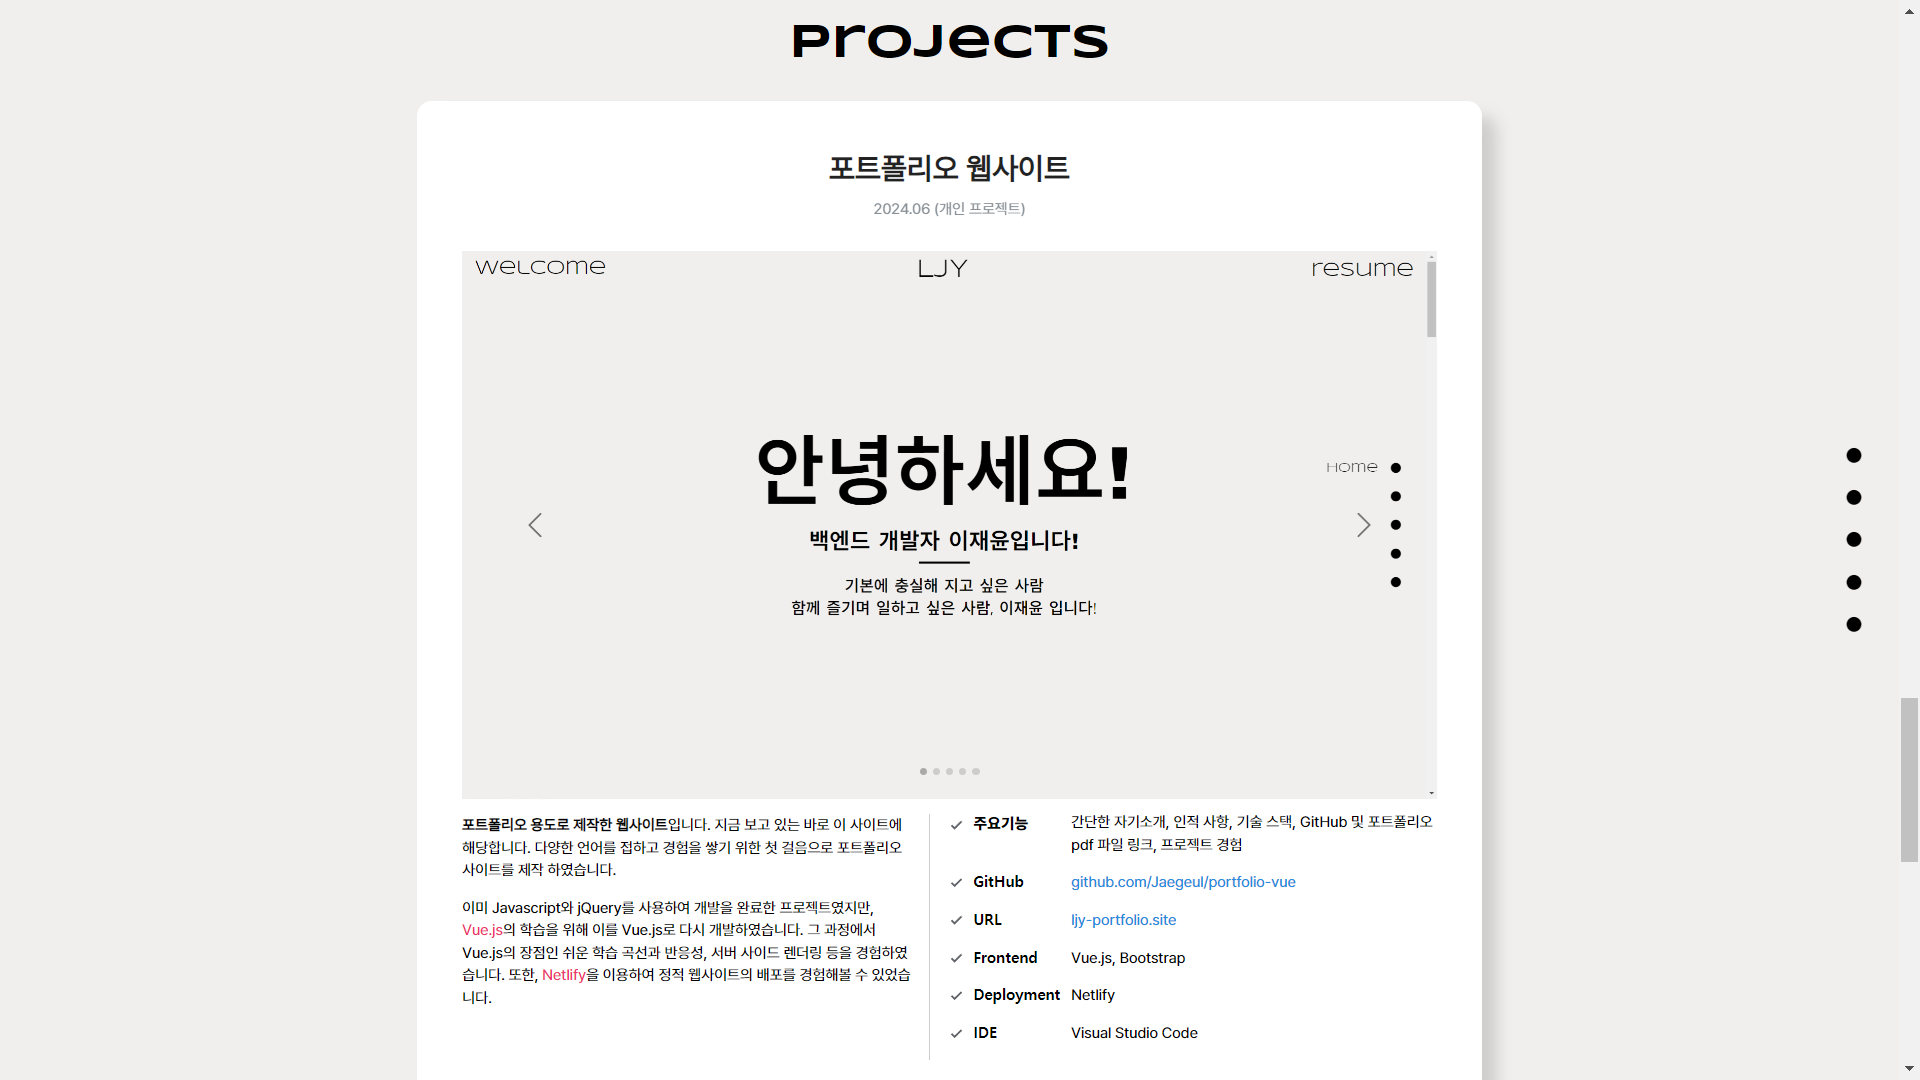 Projects
포트폴리오 웹사이트
2024.06 (개인 프로젝트)
welcome
LJY
resume
안녕하세요!
Home
백엔드 개발자 이재윤입니다!
기본에 충실해 지고 싶은 사람
함께 즐기며 일하고 싶은 사람, 이재윤 입니다!
포트폴리오 용도로 제작한 웹사이트입니다. 지금 보고 있는 바로 이 사이트에
해당합니다. 다양한 언어를 접하고 경험을 쌓기 위한 첫 걸음으로 포트폴리오
사이트를 제작 하였습니다.
이미 Javascript와 jQuery를 사용하여 개발을 완료한 프로젝트였지만,
Vue.js의 학습을 위해 이를 Vue.js로 다시 개발하였습니다. 그 과정에서
Vue.js의 장점인 쉬운 학습 곡선과 반응성, 서버 사이드 렌더링 등을 경험하였
습니다. 또한, Netlify을 이용하여 정적 웹사이트의 배포를 경험해볼 수 있었습
니다.
주요기능 간단한 자기소개, 인적 사항, 기술 스택, GitHub 및 포트폴리오
pdf 파일 링크, 프로젝트 경험
GitHub github.com/Jaegeul/portfolio-vue
URL ljy-portfolio.site
Frontend Vue.js, Bootstrap
Deployment Netlify
IDE Visual Studio Code